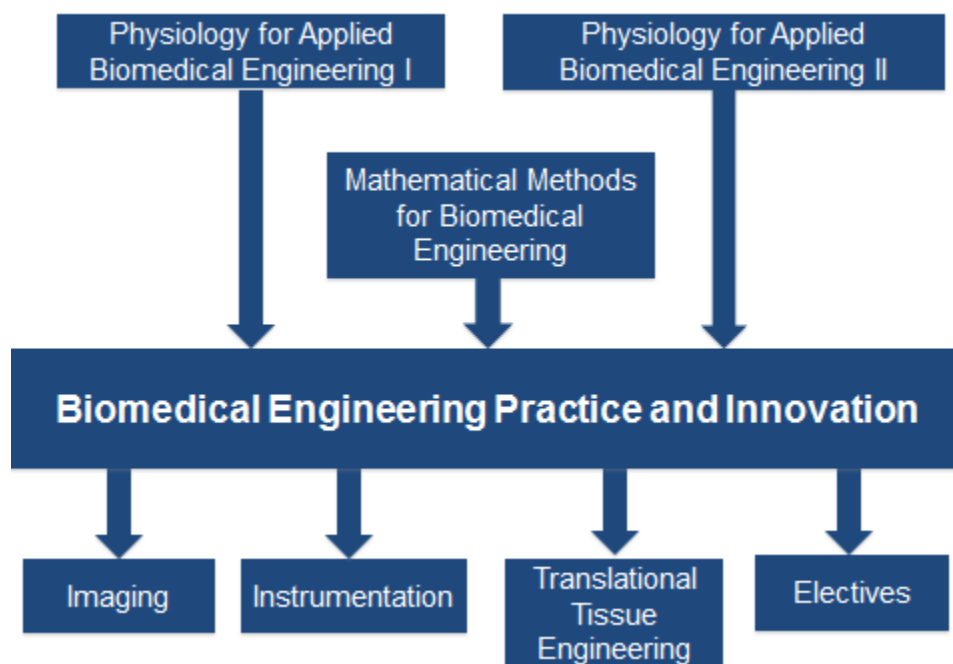 Physiology for Applied
Biomedical Engineering I
Physiology for Applied
Biomedical Engineering II
Mathematical Methods
for Biomedical
Engineering
Biomedical Engineering Practice and Innovation
Imaging
Instrumentation
Translational
Tissue
Engineering
Electives